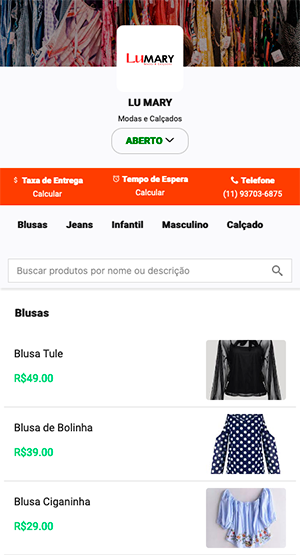 LuMARY
LU MARY
Modas e Calçados
ABERTO
$ Taxa de Entrega
Calcular
Tempo de Espera
Calcular
Telefone
(11) 93703-6875
Blusas Jeans Infantil Masculino Calçado
Buscar produtos por nome ou descrição
Blusas
Blusa Tule
R$49.00
Blusa de Bolinha
R$39.00
Blusa Ciganinha
R$29.00